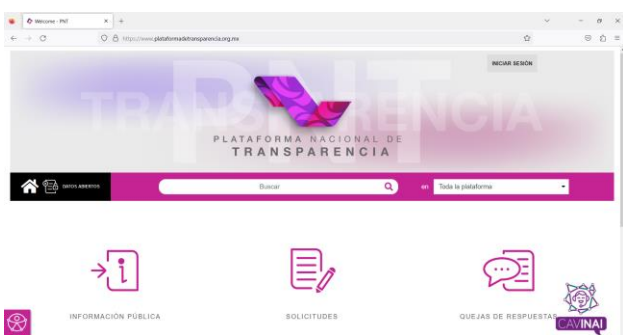 Welcome - PNT
https://www.plataformadetransparencia.org.mx
INICIAR SESIÓN
PNT
TRANSPARENCIA
PLATAFORMA NACIONAL DE
TRANSPARENCIA
DATOS ABIERTOS
Buscar
en
Toda la plataforma
INFORMACIÓN PÚBLICA
SOLICITUDES
QUEJAS DE RESPUESTAS
CAVINAI